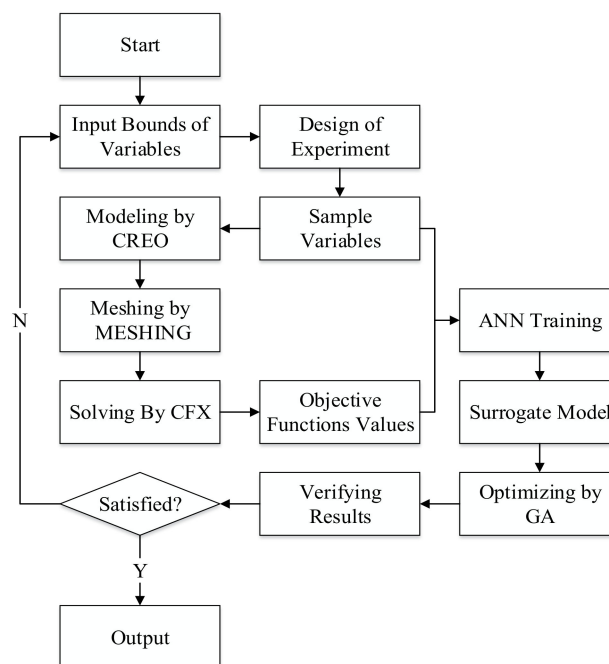 Start
Input Bounds of
Variables
Design of
Experiment
Modeling by
CREO
Sample
Variables
Meshing by
MESHING
N
ANN Training
Solving By CFX
Objective
Functions Values
Surrogate Model
Satisfied?
Verifying
Results
Optimizing by
GA
Y
Output